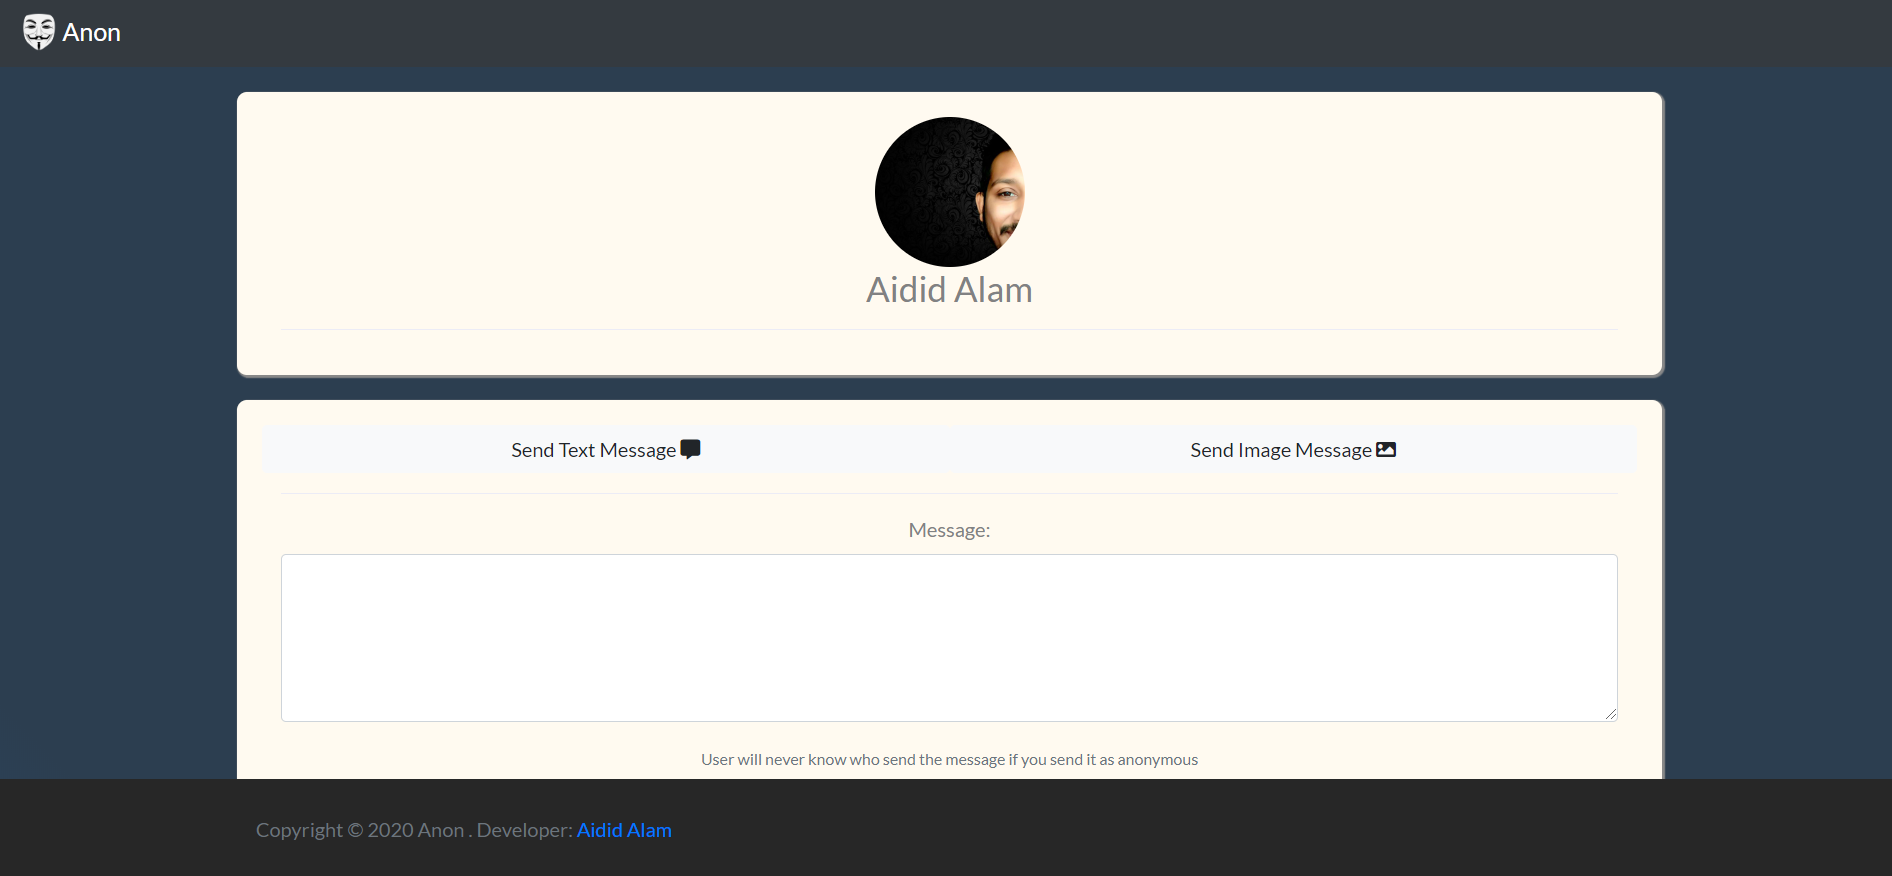 Anon
Aidid Alam
Send Text Message
Send Image Message
Message:
User will never know who send the message if you send it as anonymous
Copyright © 2020 Anon . Developer: Aidid Alam